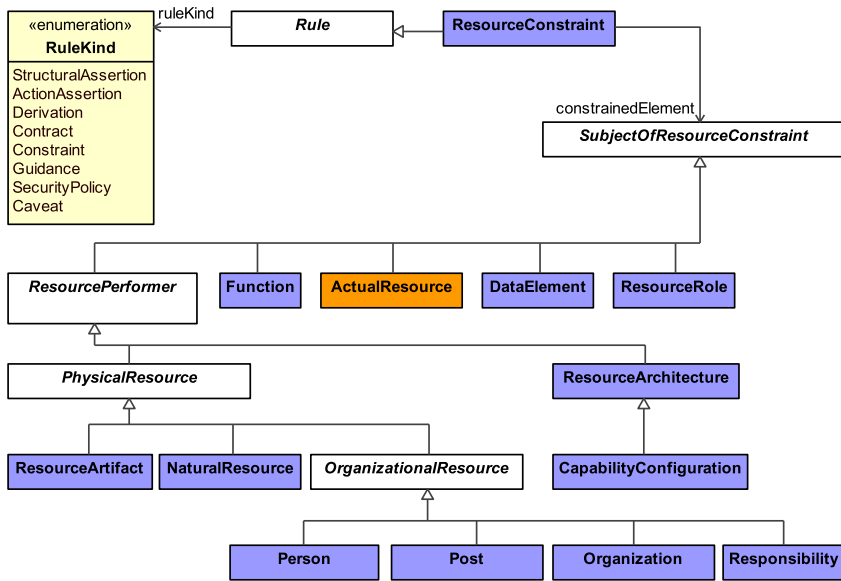 «enumeration»
RuleKind
StructuralAssertion
ActionAssertion
Derivation
Contract
Constraint
Guidance
SecurityPolicy
Caveat
ruleKind
Rule
ResourceConstraint
constrainedElement
SubjectOfResourceConstraint
ResourcePerformer
Function
ActualResource
DataElement
ResourceRole
PhysicalResource
ResourceArchitecture
ResourceArtifact
NaturalResource
OrganizationalResource
CapabilityConfiguration
Person
Post
Organization
Responsibility